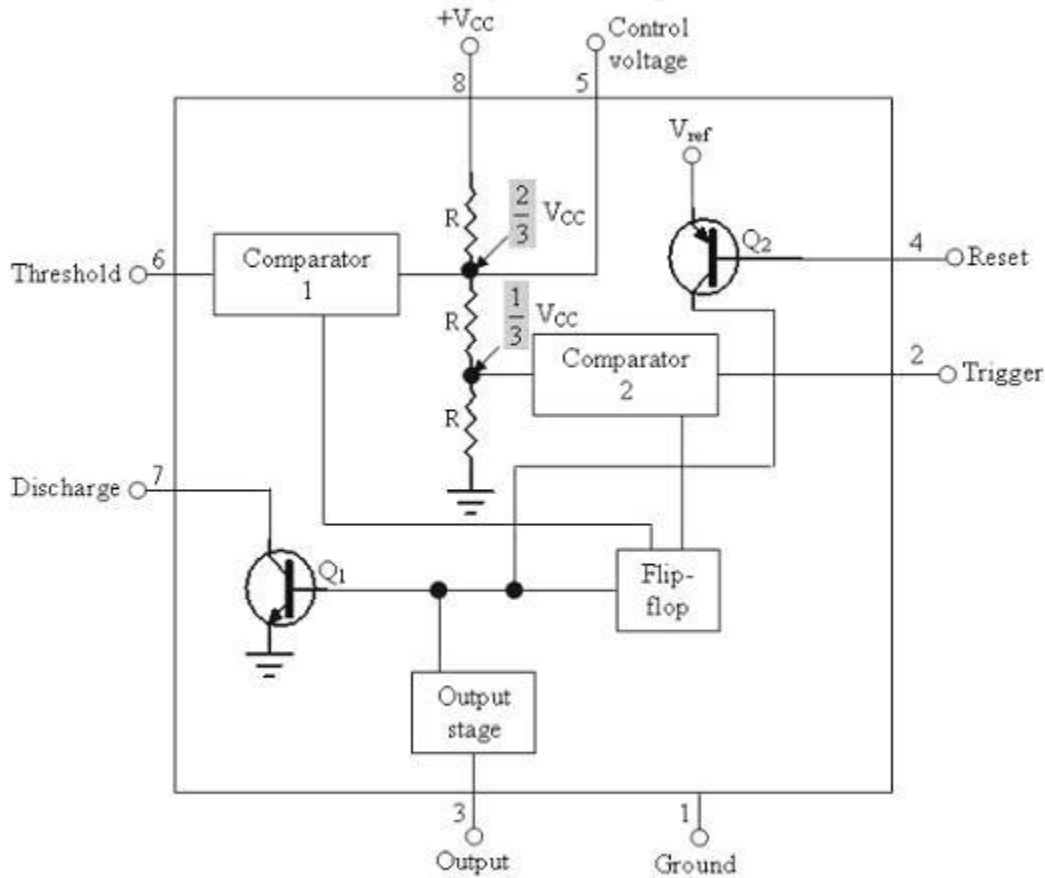 +VCC
Control
voltage
8
5
Vref
2/3 VCC
R
Q2
4
Reset
Threshold
6
Comparator
1
1/3 VCC
R
Comparator
2
2
Trigger
R
Discharge
7
Q1
Flip-
flop
Output
stage
3
1
Output
Ground